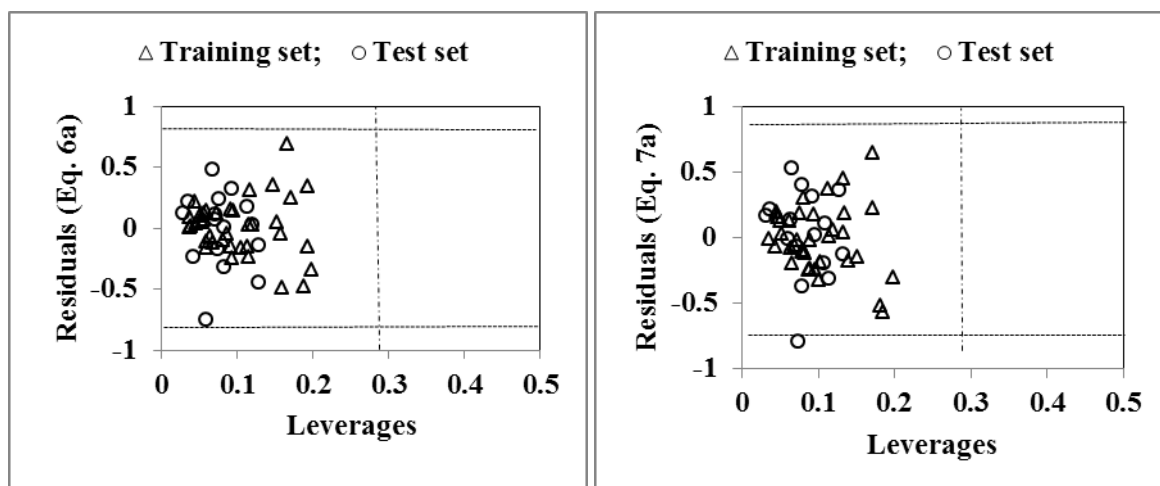 △ Training set; ○ Test set
Residuals (Eq. 6a)
1
0.5
0
-0.5
-1
0 0.1 0.2 0.3 0.4 0.5
Leverages
△ Training set; ○ Test set
Residuals (Eq. 7a)
1
0.5
0
-0.5
-1
0 0.1 0.2 0.3 0.4 0.5
Leverages